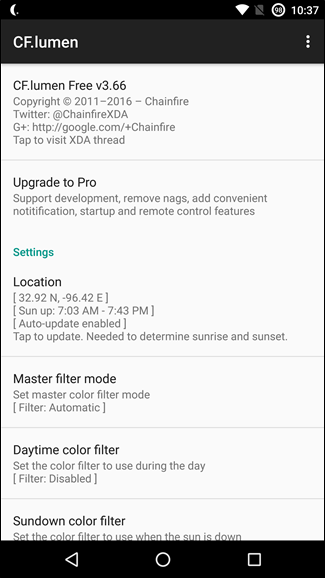 98 10:37
CF.lumen
CF.lumen Free v3.66
Copyright © 2011–2016 – Chainfire
Twitter: @ChainfireXDA
G+: http://google.com/+Chainfire
Tap to visit XDA thread
Upgrade to Pro
Support development, remove nags, add convenient
notitification, startup and remote control features
Settings
Location
[ 32.92 N, -96.42 E ]
[ Sun up: 7:03 AM - 7:43 PM ]
[ Auto-update enabled ]
Tap to update. Needed to determine sunrise and sunset.
Master filter mode
Set master color filter mode
[ Filter: Automatic ]
Daytime color filter
Set the color filter to use during the day
[ Filter: Disabled ]
Sundown color filter
Set the color filter to use when the sun is down